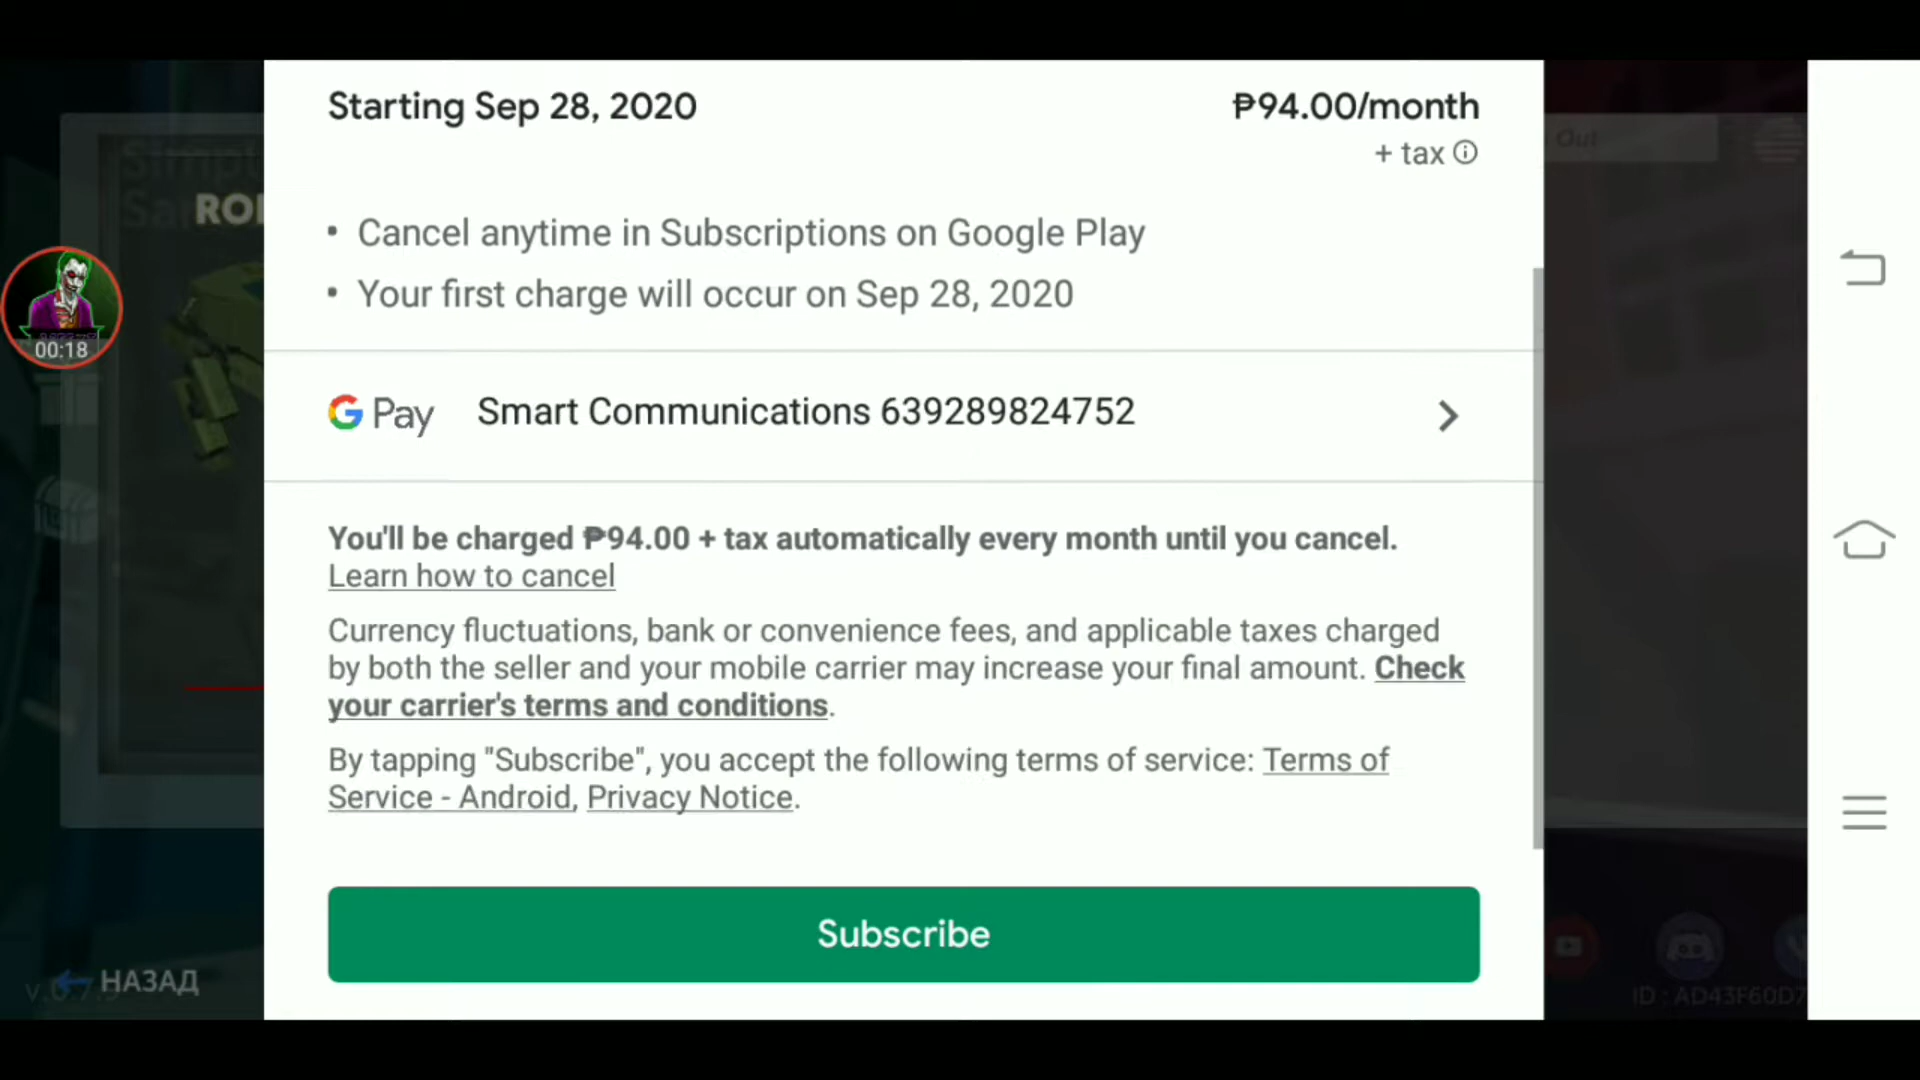 Starting Sep 28, 2020
₱94.00/month
+ tax
• Cancel anytime in Subscriptions on Google Play
• Your first charge will occur on Sep 28, 2020
G Pay Smart Communications 639289824752
You'll be charged ₱94.00 + tax automatically every month until you cancel.
Learn how to cancel
Currency fluctuations, bank or convenience fees, and applicable taxes charged
by both the seller and your mobile carrier may increase your final amount. Check
your carrier's terms and conditions.
By tapping "Subscribe", you accept the following terms of service: Terms of
Service - Android, Privacy Notice.
Subscribe
00:18
Out
НАЗАД
ID : AD43F60D7